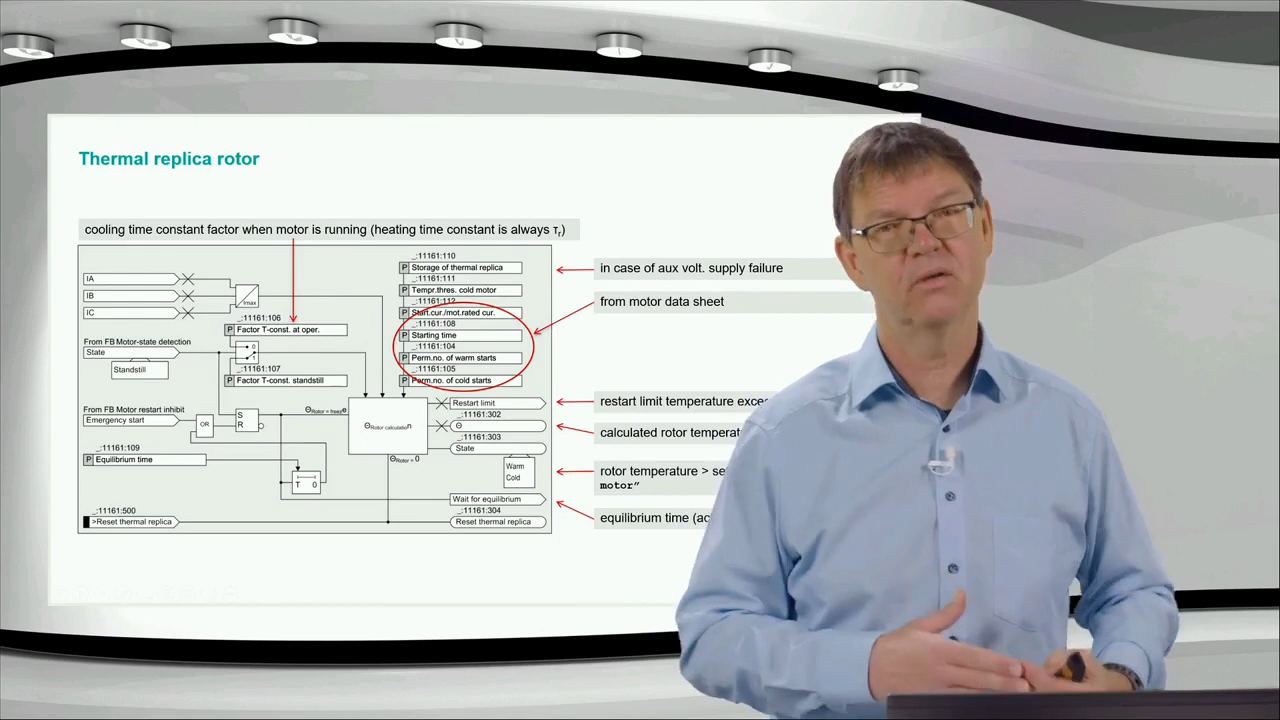 Thermal replica rotor
cooling time constant factor when motor is running (heating time constant is always τr)
IA
IB
IC
Imax
_:11161:106
Factor T-const. at oper.
From FB Motor-state detection
State
Standstill
0
1
_:11161:107
P Factor T-const. standstill
From FB Motor restart inhibit
Emergency start
OR
S
R
_:11161:109
P Equilibrium time
T 0
_:11161:500
>Reset thermal replica
_:11161:110
P Storage of thermal replica
_:11161:111
P Tempr.thres. cold motor
_:11161:112
P Start.cur./mot.rated cur.
_:11161:108
P Starting time
_:11161:104
P Perm.no. of warm starts
_:11161:105
P Perm.no. of cold starts
ΘRotor calculation
ΘRotor = 0
Restart limit
_:11161:302
Θ
_:11161:303
State
Warm
Cold
Wait for equilibrium
_:11161:304
Reset thermal replica
in case of aux volt. supply failure
from motor data sheet
restart limit temperature
calculated rotor
rotor temperature >
motor”
equilibrium time